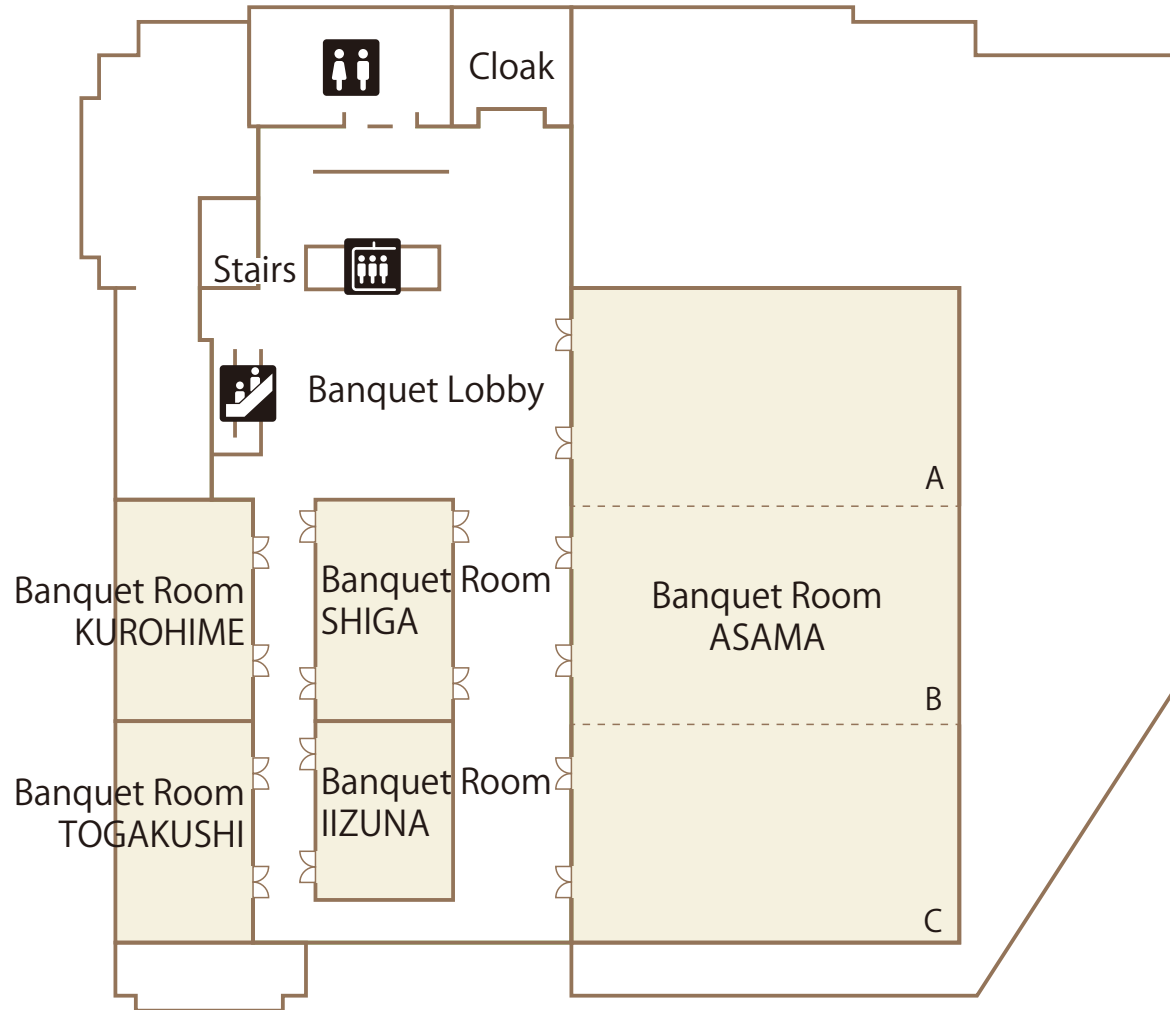 Cloak
Stairs
Banquet Lobby
A
Banquet Room
KUROHIME
Banquet Room
SHIGA
Banquet Room
ASAMA
B
Banquet Room
TOGAKUSHI
Banquet Room
IIZUNA
C